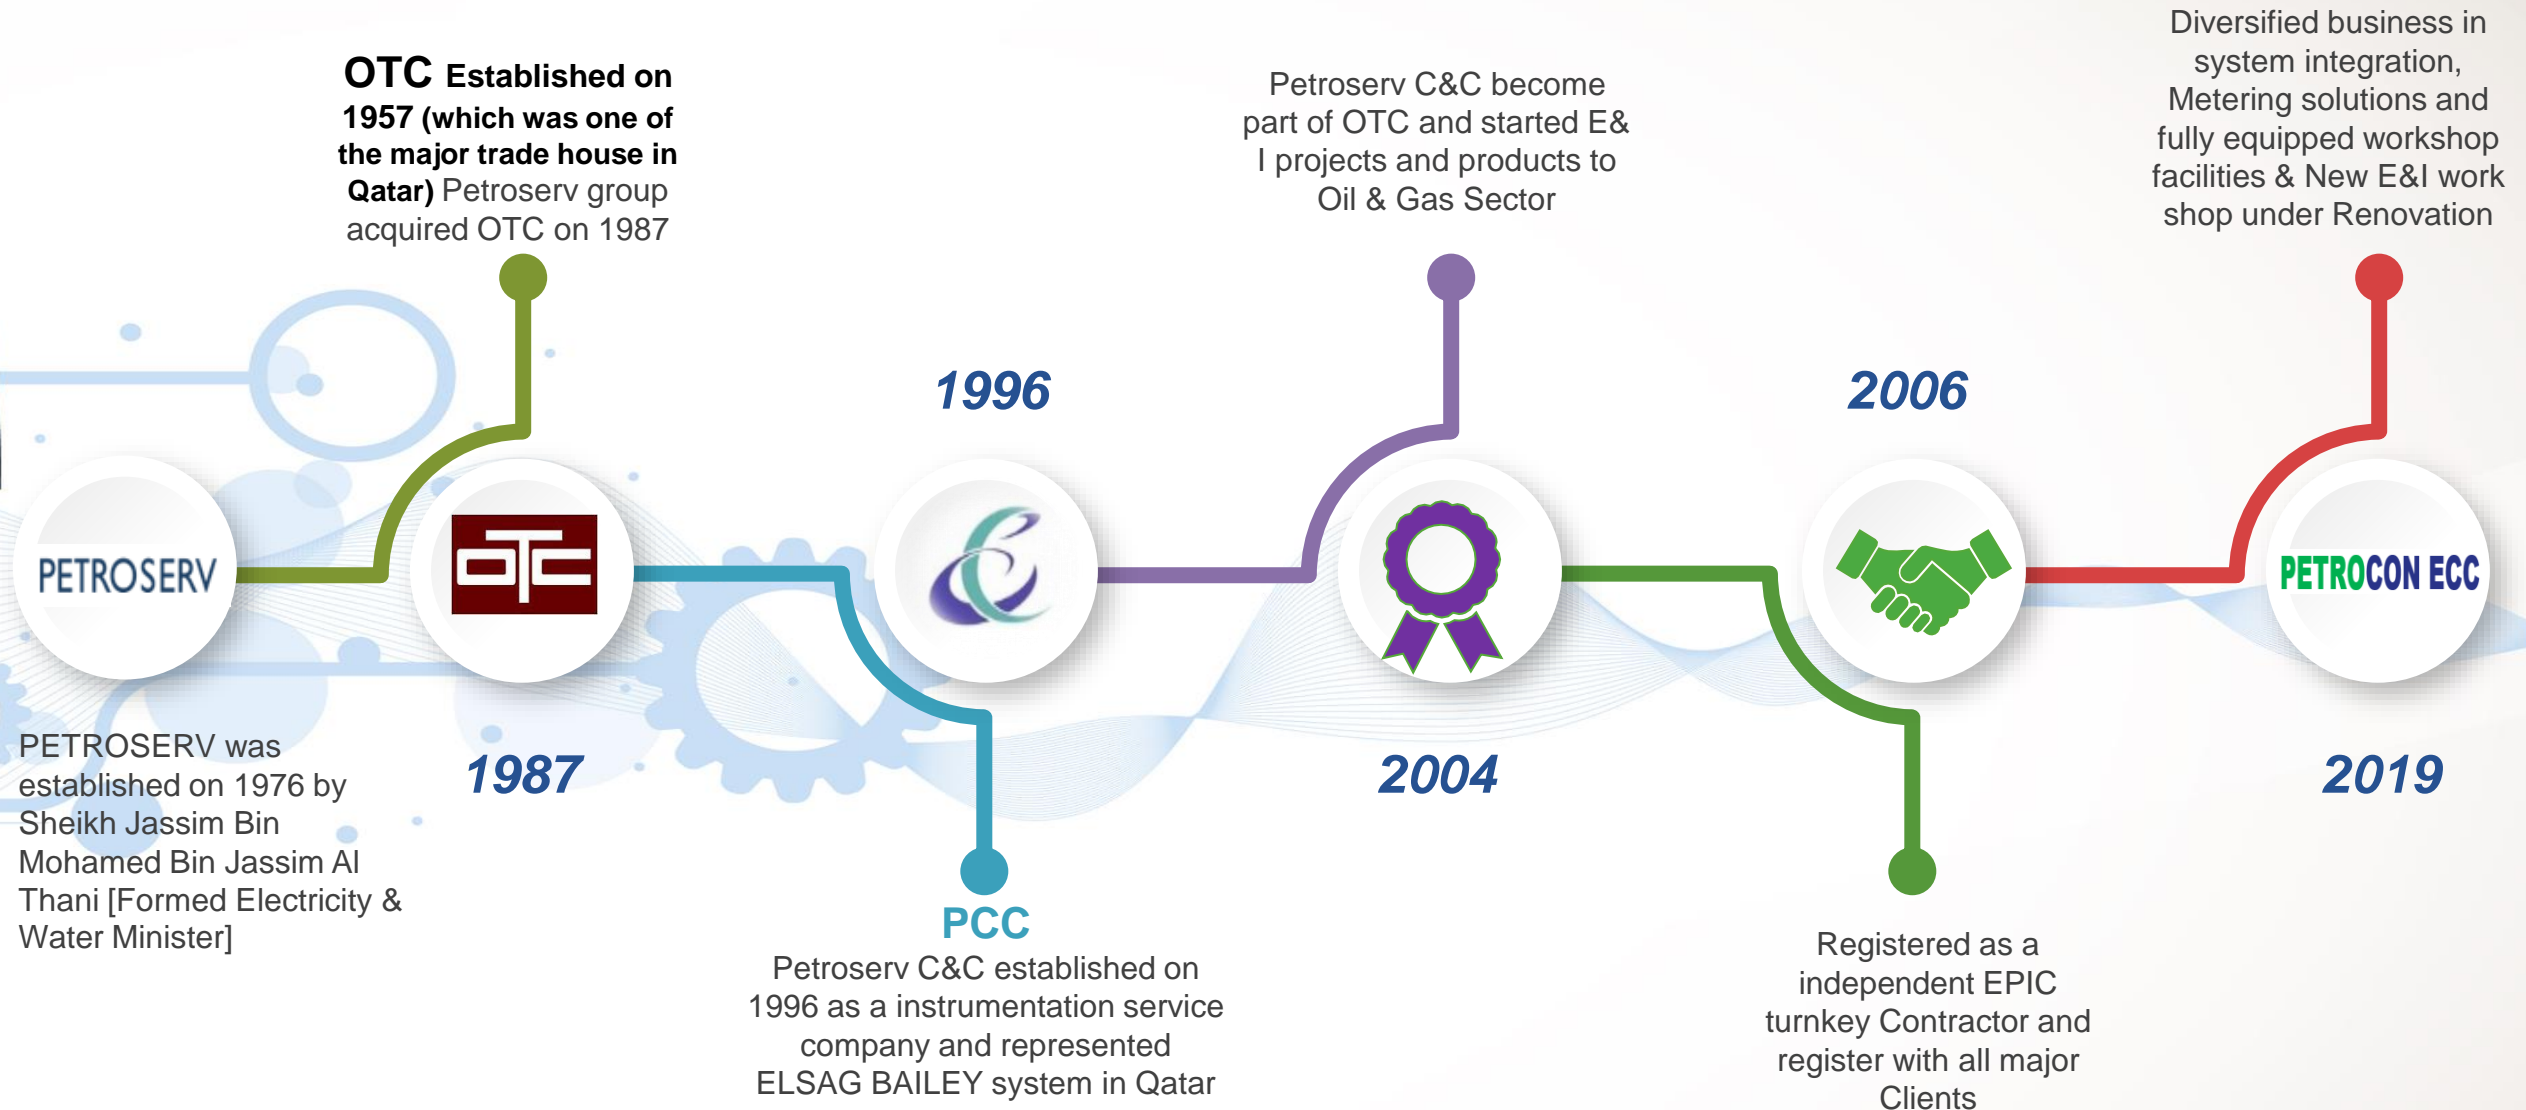 PETROSERV
PETROSERV was
established on 1976 by
Sheikh Jassim Bin
Mohamed Bin Jassim Al
Thani [Formed Electricity &
Water Minister]
OTC Established on
1957 (which was one of
the major trade house in
Qatar) Petroserv group
acquired OTC on 1987
OTC
1987
1996
PCC
Petroserv C&C established on
1996 as a instrumentation service
company and represented
ELSAG BAILEY system in Qatar
Petroserv C&C become
part of OTC and started E&
I projects and products to
Oil & Gas Sector
2004
2006
Registered as a
independent EPIC
turnkey Contractor and
register with all major
Clients
Diversified business in
system integration,
Metering solutions and
fully equipped workshop
facilities & New E&I work
shop under Renovation
PETROCON ECC
2019